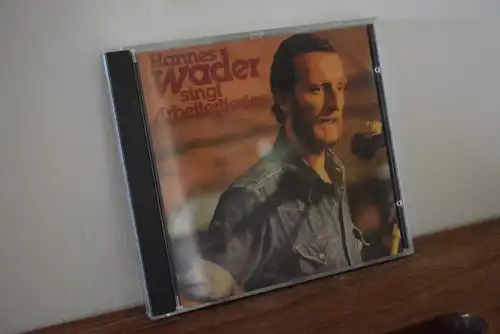 Hannes
Wader
singt
Arbeiterlieder